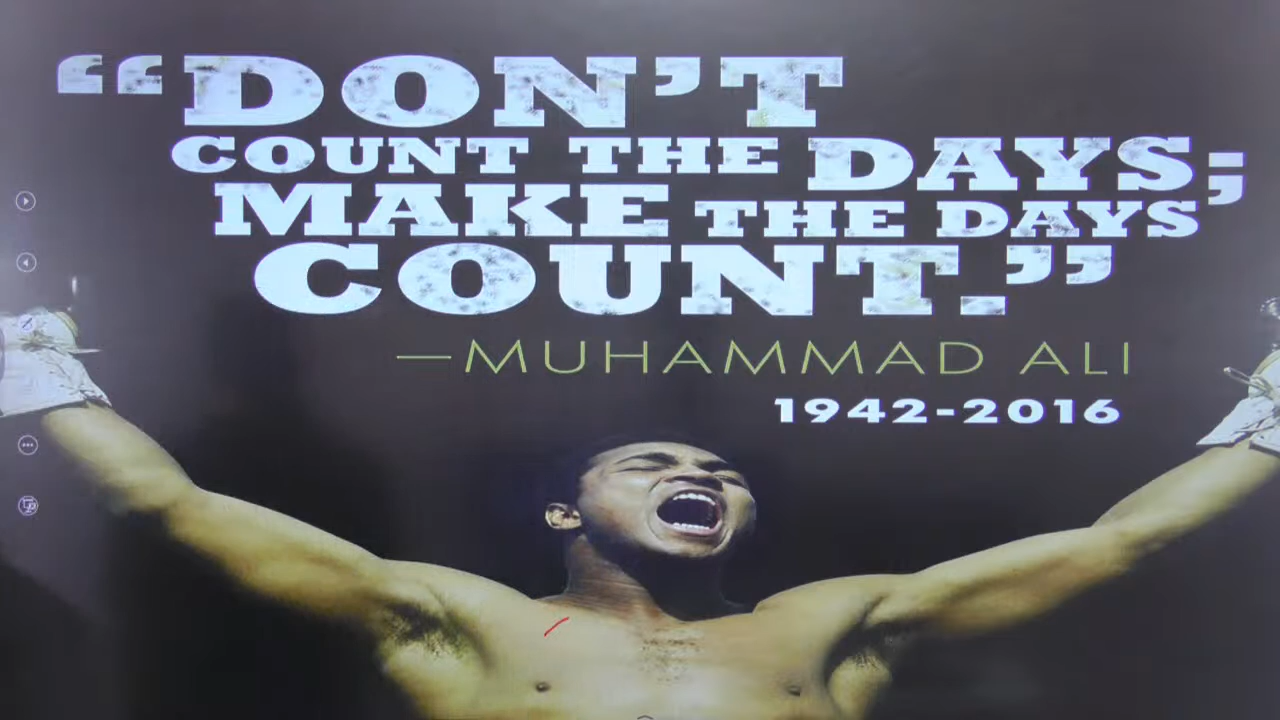 “DON’T
COUNT THE DAYS;
MAKE THE DAYS
COUNT.”
—MUHAMMAD ALI
1942-2016